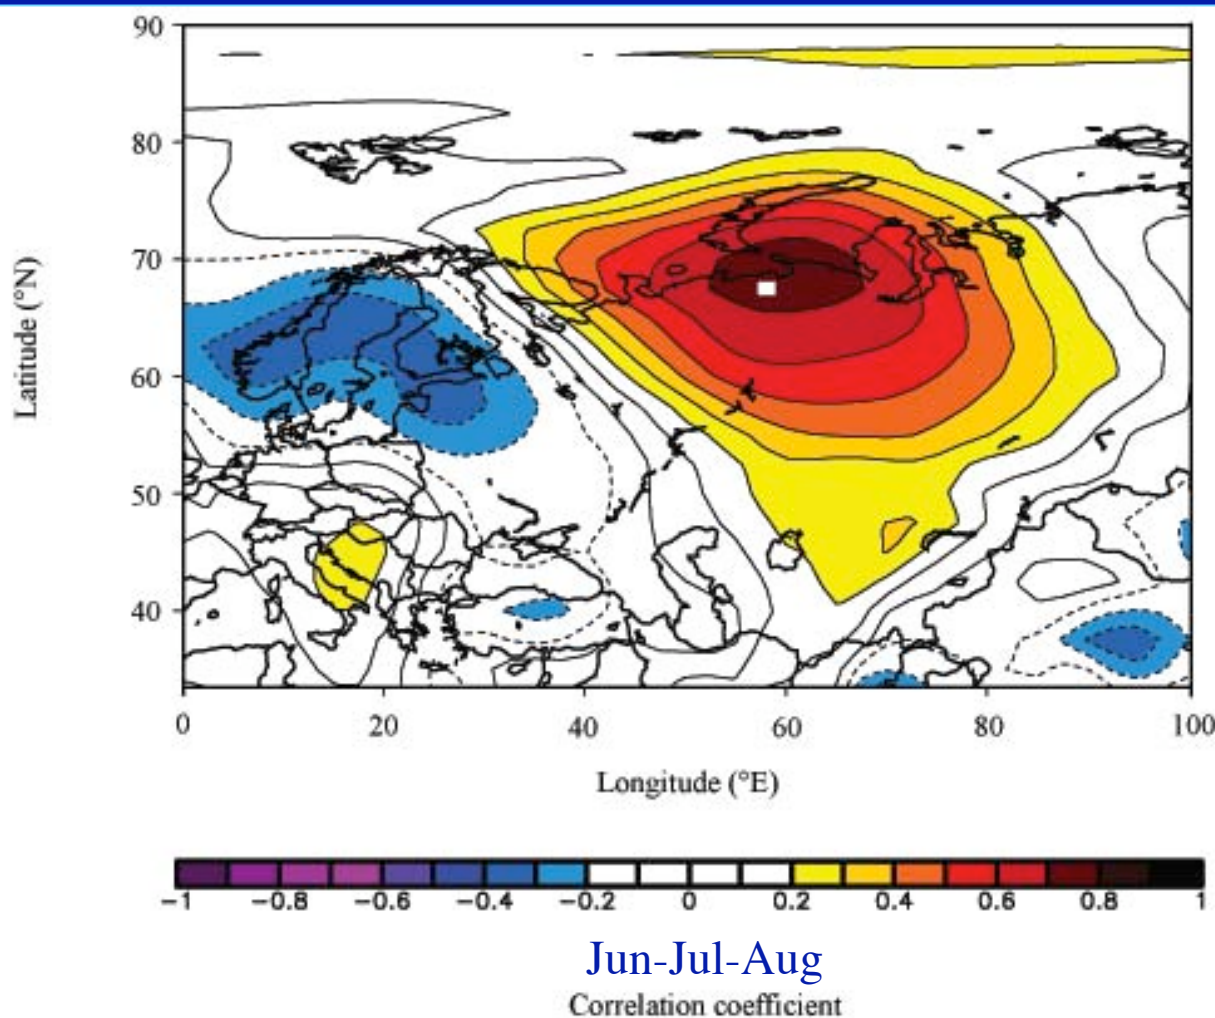 90
80
70
60
50
40
Latitude (°N)
0 20 40 60 80 100
Longitude (°E)
−1 −0.8 −0.6 −0.4 −0.2 0 0.2 0.4 0.6 0.8 1
Jun-Jul-Aug
Correlation coefficient